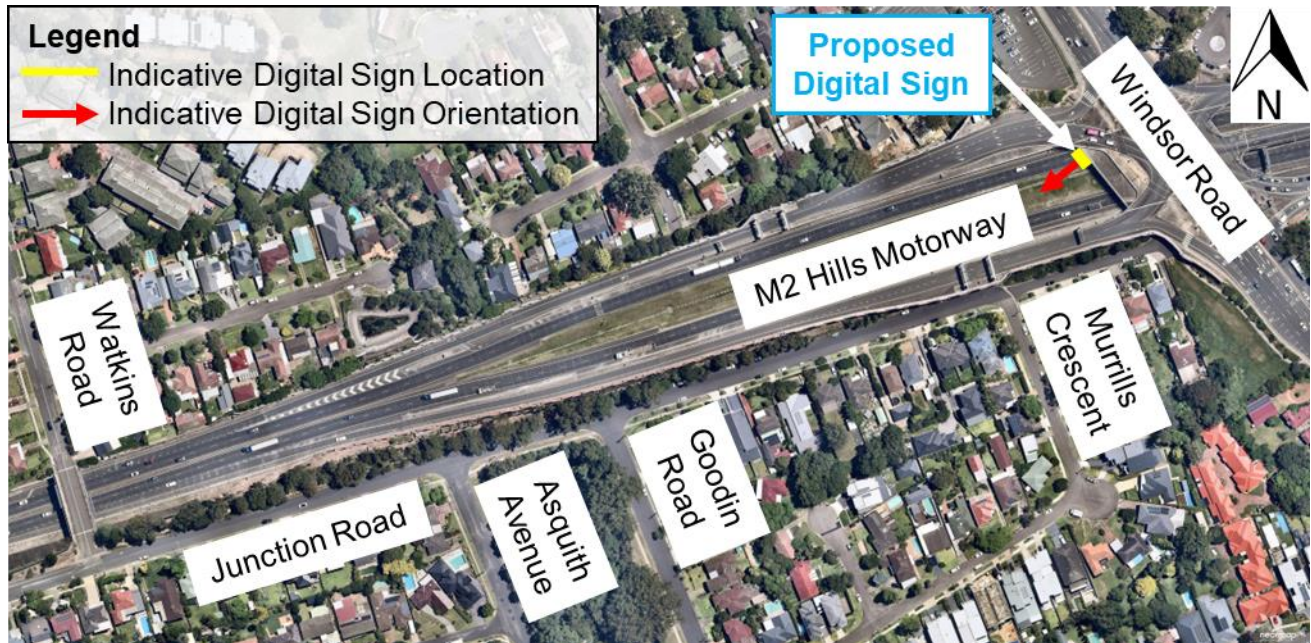 Legend
Indicative Digital Sign Location
Indicative Digital Sign Orientation
Proposed
Digital Sign
N
Windsor Road
M2 Hills Motorway
Watkins
Road
Murrills
Crescent
Goodin
Road
Asquith
Avenue
Junction Road
nearmap